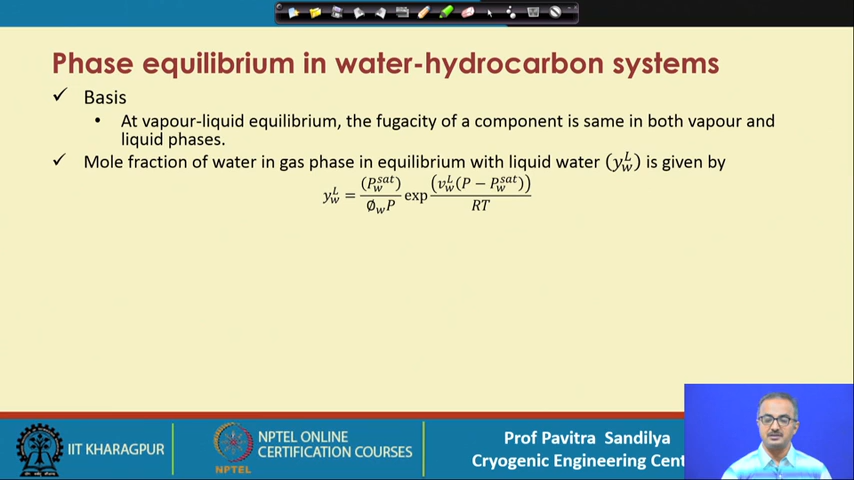 Phase equilibrium in water-hydrocarbon systems
✓ Basis
• At vapour-liquid equilibrium, the fugacity of a component is same in both vapour and
liquid phases.
✓ Mole fraction of water in gas phase in equilibrium with liquid water (y_w^L) is given by
y_w^L = (P_w^sat) / (∅_w P) exp (v_w^L (P − P_w^sat)) / RT
IIT KHARAGPUR
NPTEL
NPTEL ONLINE
CERTIFICATION COURSES
Prof Pavitra Sandilya
Cryogenic Engineering Cent